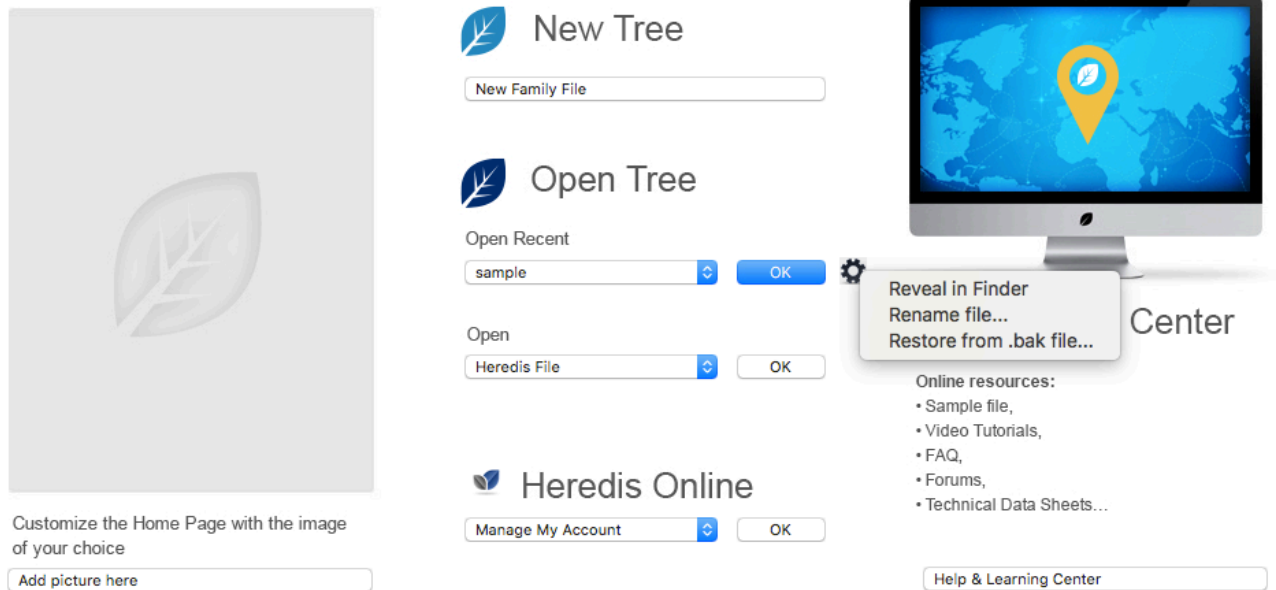 Customize the Home Page with the image
of your choice
Add picture here
New Tree
New Family File
Open Tree
Open Recent
sample
OK
Open
Heredis File
OK
Heredis Online
Manage My Account
OK
Reveal in Finder
Rename file...
Restore from .bak file...
Center
Online resources:
• Sample file,
• Video Tutorials,
• FAQ,
• Forums,
• Technical Data Sheets...
Help & Learning Center